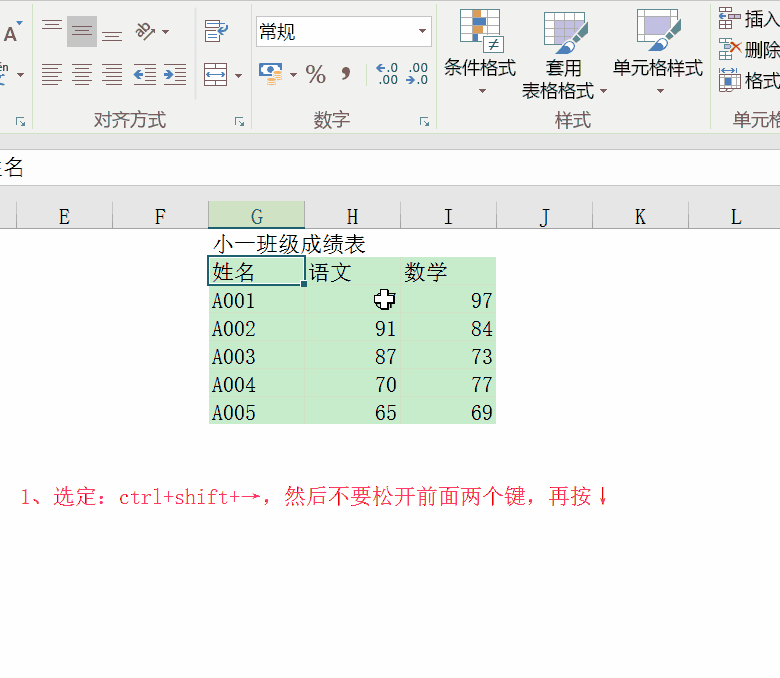 A
常规
插入
删除
格式
条件格式
套用
表格格式
单元格样式
% .00 .00
对齐方式
数字
样式
单元格
名
E F G H I J K L
小一班级成绩表
姓名 语文 数学
A001 97
A002 91 84
A003 87 73
A004 70 77
A005 65 69
1、选定：ctrl+shift+→，然后不要松开前面两个键，再按↓